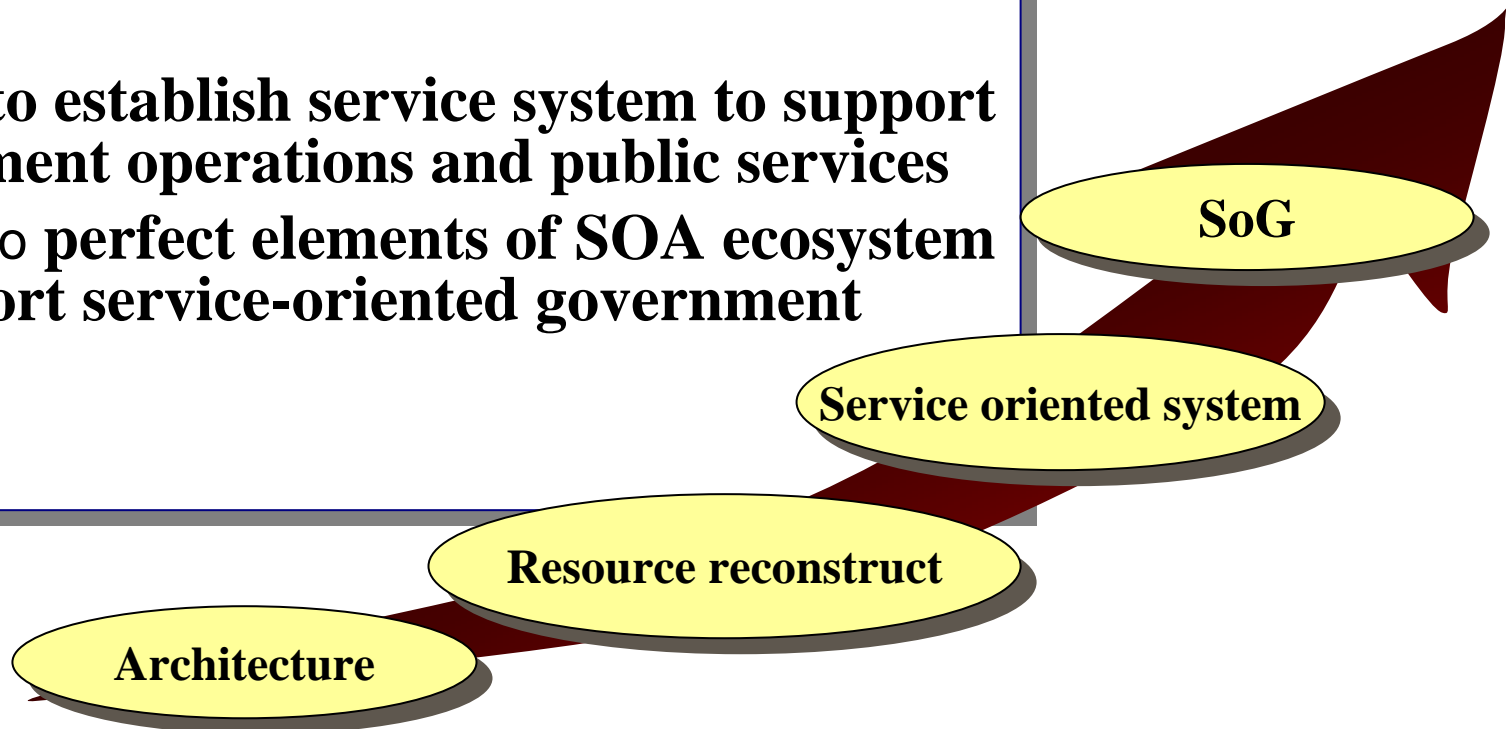 to establish service system to support
ment operations and public services
o perfect elements of SOA ecosystem
ort service-oriented government
SoG
Service oriented system
Resource reconstruct
Architecture